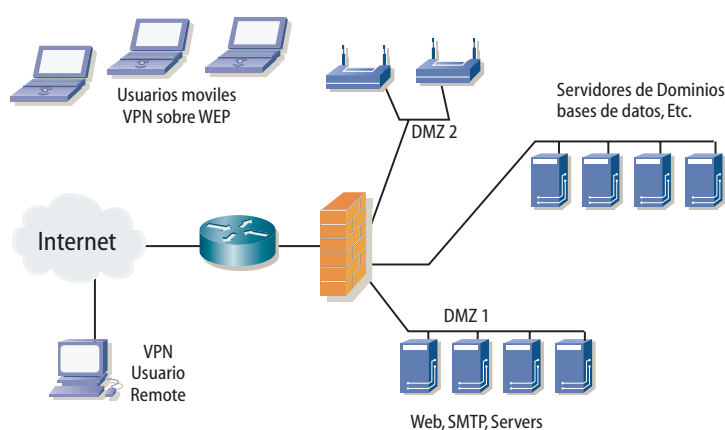 Usuarios moviles
VPN sobre WEP
DMZ 2
Servidores de Dominios
bases de datos, Etc.
Internet
DMZ 1
VPN
Usuario
Remote
Web, SMTP, Servers